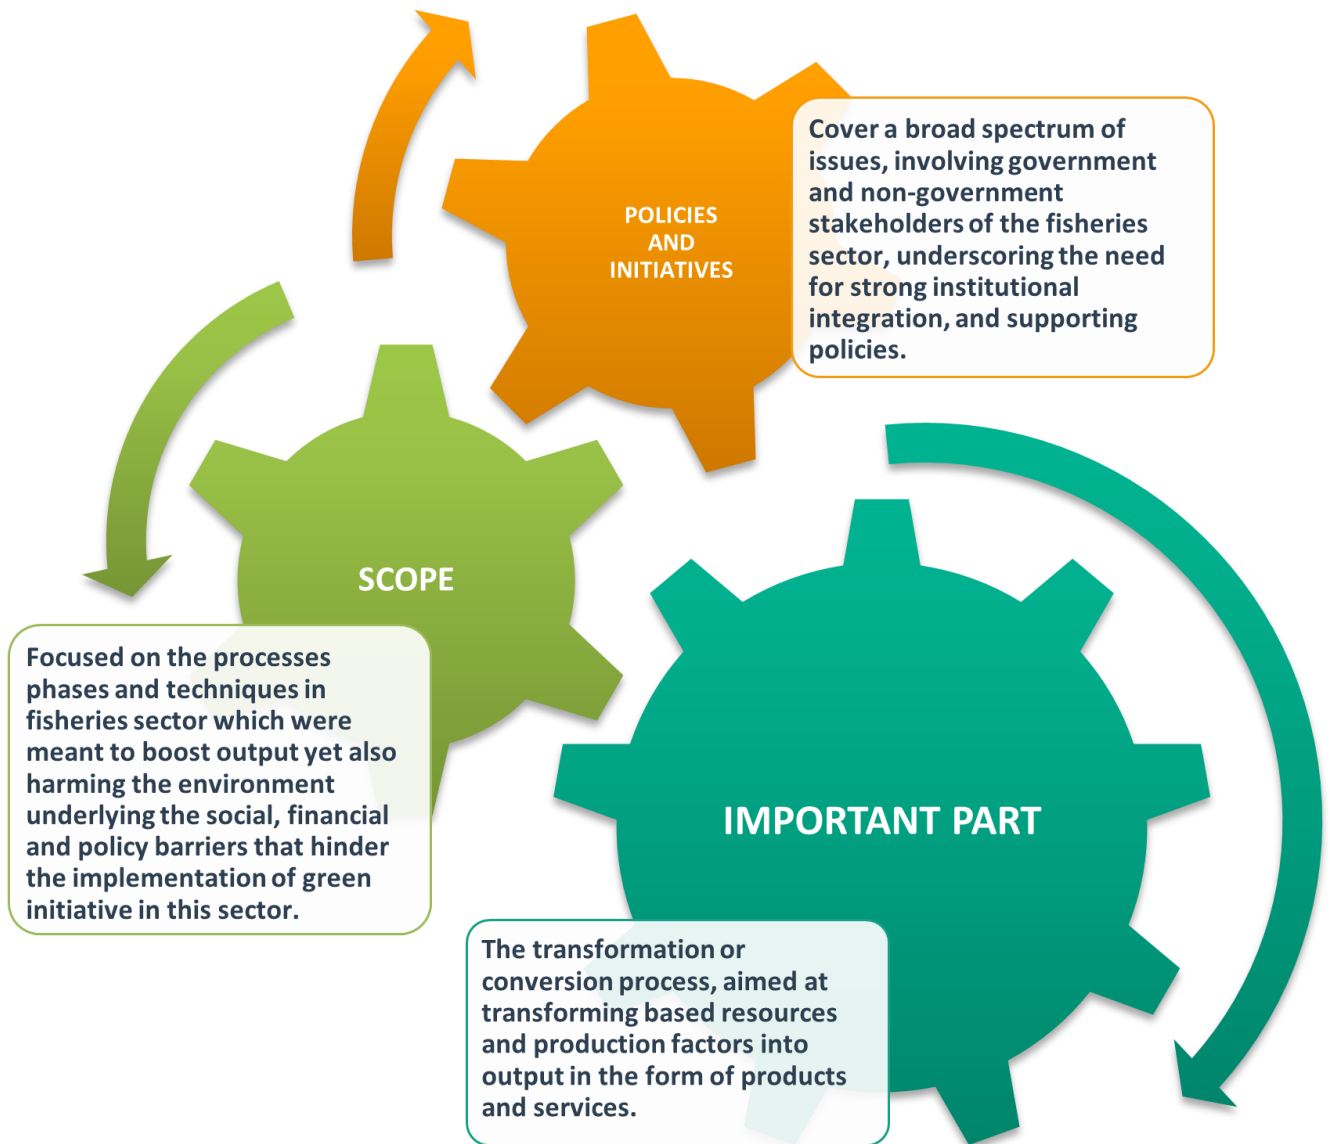 POLICIES
AND
INITIATIVES
Cover a broad spectrum of
issues, involving government
and non-government
stakeholders of the fisheries
sector, underscoring the need
for strong institutional
integration, and supporting
policies.
SCOPE
Focused on the processes
phases and techniques in
fisheries sector which were
meant to boost output yet also
harming the environment
underlying the social, financial
and policy barriers that hinder
the implementation of green
initiative in this sector.
IMPORTANT PART
The transformation or
conversion process, aimed at
transforming based resources
and production factors into
output in the form of products
and services.